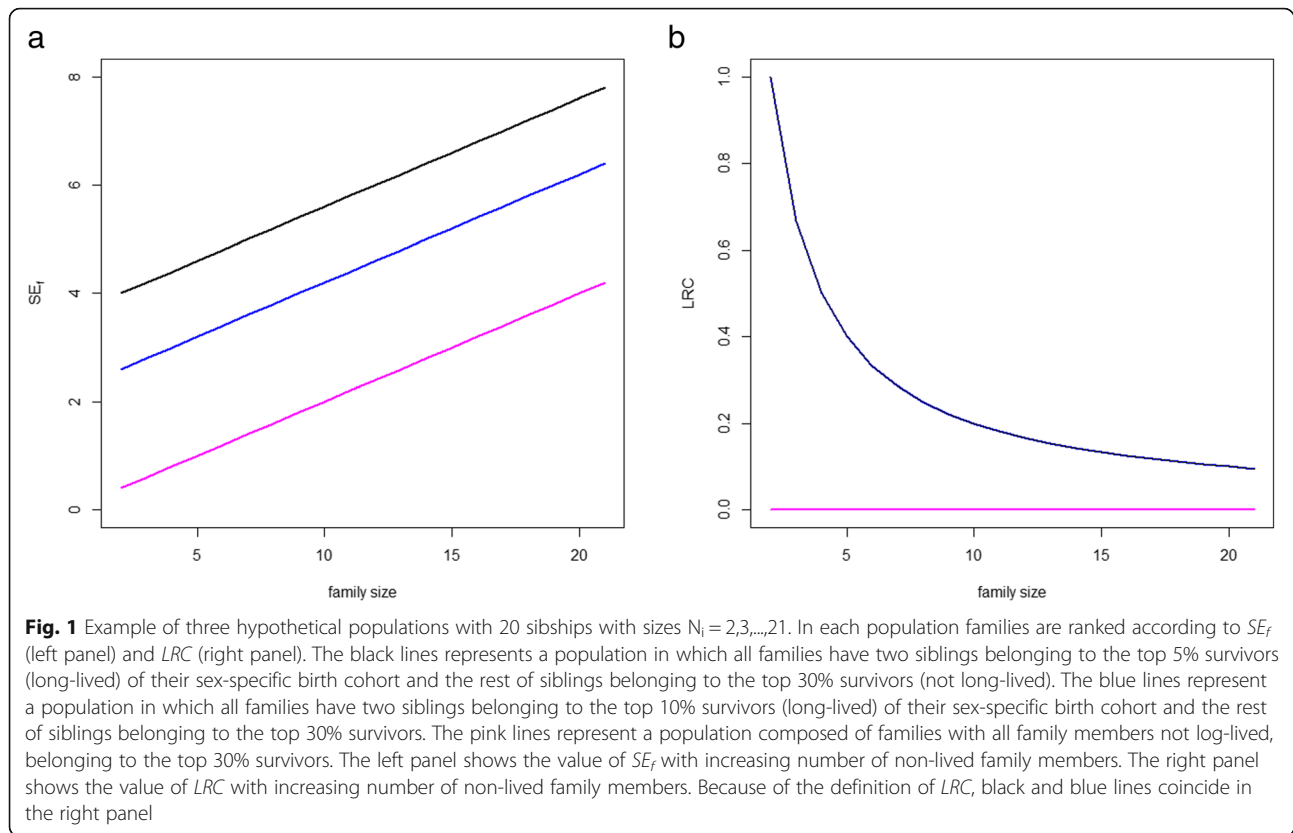 a
b
8
6
4
2
0
SEf
5
10
15
20
family size
1.0
0.8
0.6
0.4
0.2
0.0
LRC
5
10
15
20
family size
Fig. 1 Example of three hypothetical populations with 20 sibships with sizes Ni = 2,3,...,21. In each population families are ranked according to SEf
(left panel) and LRC (right panel). The black lines represents a population in which all families have two siblings belonging to the top 5% survivors
(long-lived) of their sex-specific birth cohort and the rest of siblings belonging to the top 30% survivors (not long-lived). The blue lines represent
a population in which all families have two siblings belonging to the top 10% survivors (long-lived) of their sex-specific birth cohort and the rest
of siblings belonging to the top 30% survivors. The pink lines represent a population composed of families with all family members not log-lived,
belonging to the top 30% survivors. The left panel shows the value of SEf with increasing number of non-lived family members. The right panel
shows the value of LRC with increasing number of non-lived family members. Because of the definition of LRC, black and blue lines coincide in
the right panel